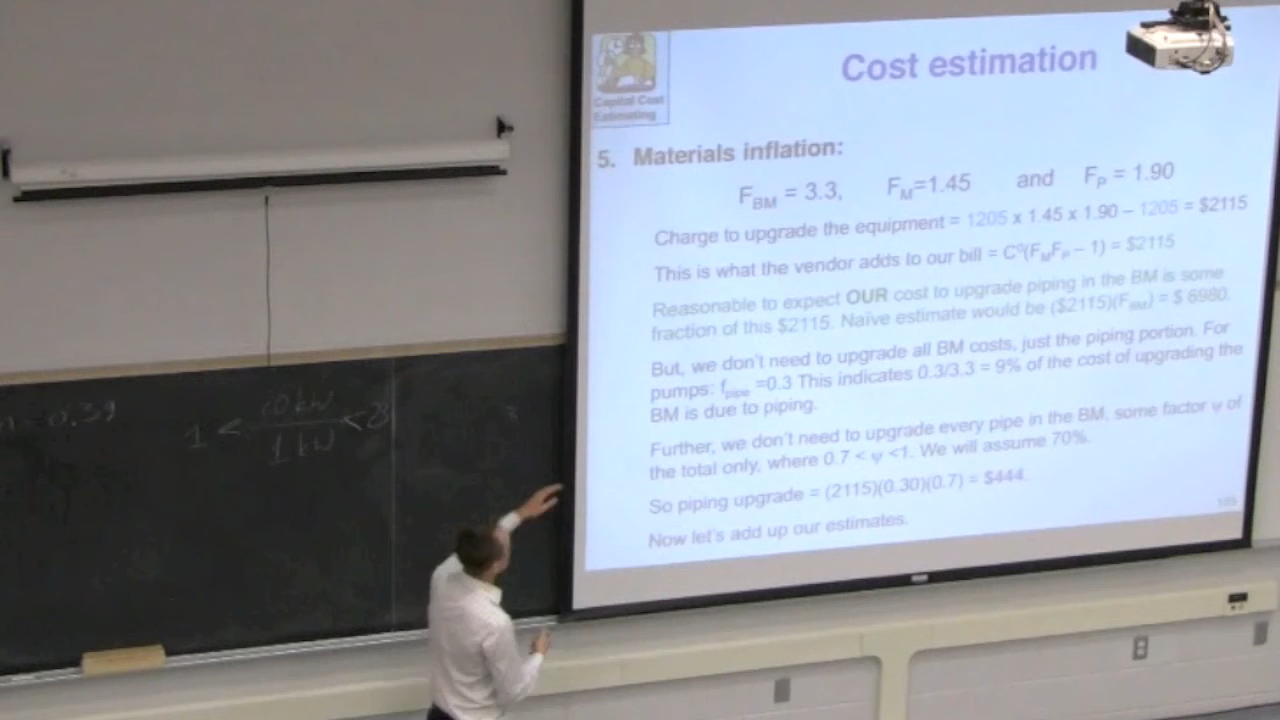 Capital Cost
Estimating
Cost estimation
5. Materials inflation:
F_BM = 3.3, F_M=1.45 and F_P = 1.90
Charge to upgrade the equipment = 1205 x 1.45 x 1.90 – 1205 = $2115
This is what the vendor adds to our bill = C⁰(F_MF_P – 1) = $2115
Reasonable to expect OUR cost to upgrade piping in the BM is some
fraction of this $2115. Naïve estimate would be ($2115)(F_BM) = $ 6980.
But, we don't need to upgrade all BM costs, just the piping portion. For
pumps: f_pipe =0.3 This indicates 0.3/3.3 = 9% of the cost of upgrading the
BM is due to piping.
Further, we don't need to upgrade every pipe in the BM, some factor ψ of
the total only, where 0.7 < ψ <1. We will assume 70%.
So piping upgrade = (2115)(0.30)(0.7) = $444.
Now let's add up our estimates.
=0.39
1 < / 1 kW <